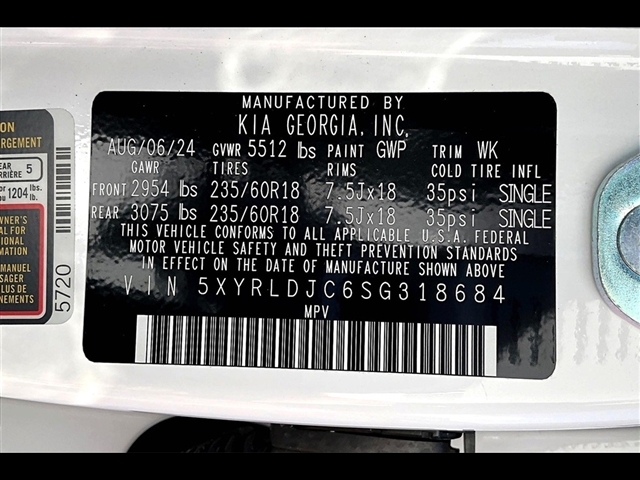 MANUFACTURED BY
KIA GEORGIA, INC,
AUG/06/24 GVWR 5512 lbs PAINT GWP TRIM WK
GAWR TIRES RIMS COLD TIRE INFL
FRONT 2954 lbs 235/60R18 7.5Jx18 35psi SINGLE
REAR 3075 lbs 235/60R18 7.5Jx18 35psi SINGLE
THIS VEHICLE CONFORMS TO ALL APPLICABLE U.S.A. FEDERAL
MOTOR VEHICLE SAFETY AND THEFT PREVENTION STANDARDS
IN EFFECT ON THE DATE OF MANUFACTURE SHOWN ABOVE.
VIN 5XYRLDJC6SG318684
MPV
5
1204 lbs.
5720